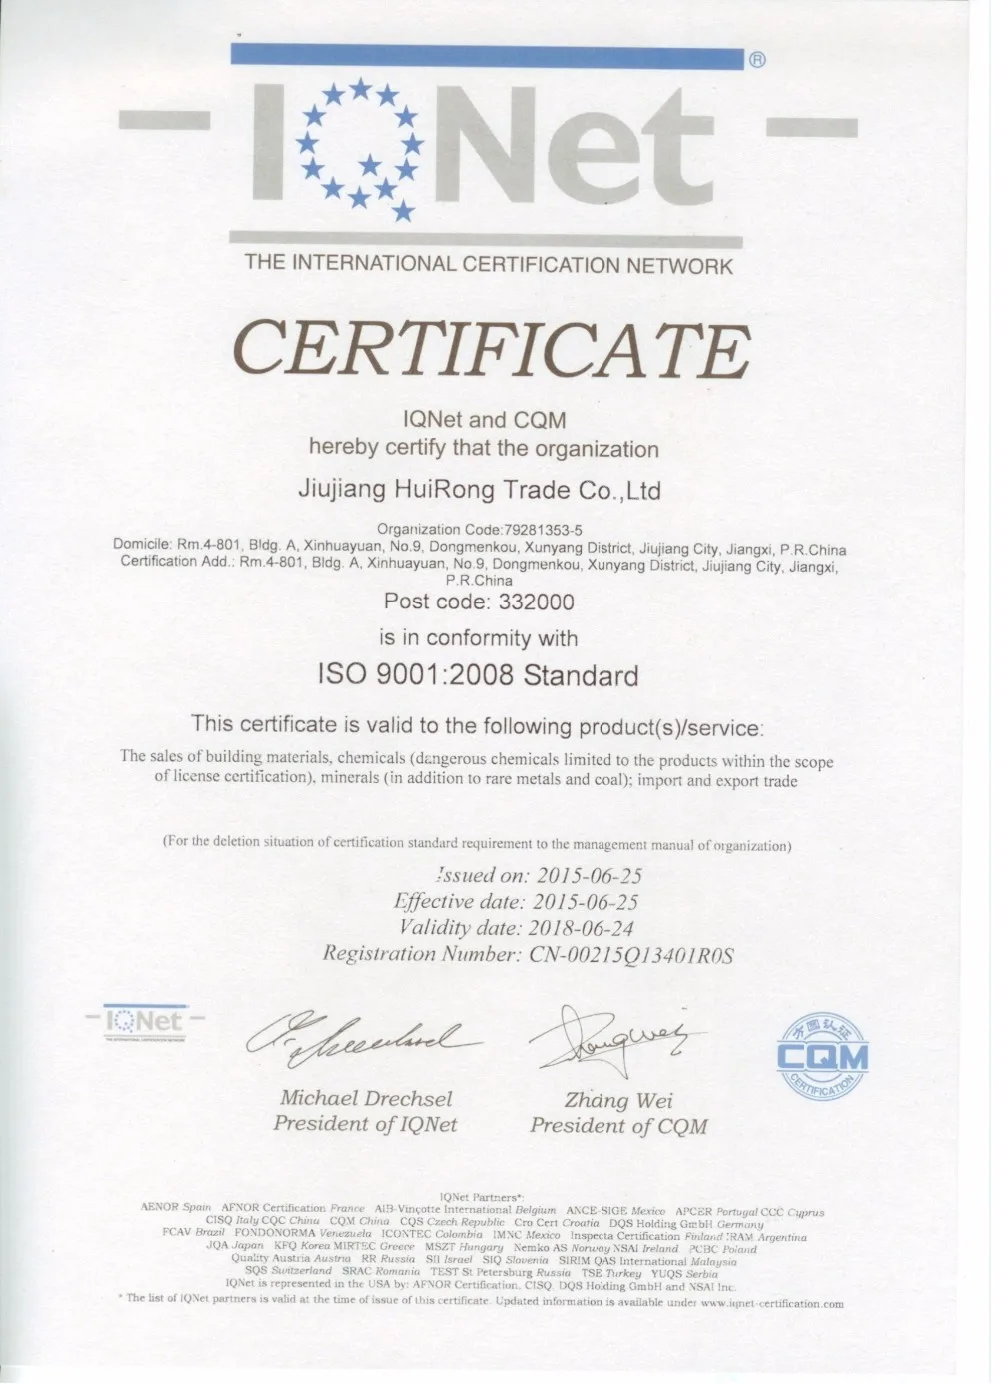 IQNet ®
THE INTERNATIONAL CERTIFICATION NETWORK
CERTIFICATE
IQNet and CQM
hereby certify that the organization
Jiujiang HuiRong Trade Co.,Ltd
Organization Code:79281353-5
Domicile: Rm.4-801, Bldg. A, Xinhuayuan, No.9, Dongmenkou, Xunyang District, Jiujiang City, Jiangxi, P.R.China
Certification Add.: Rm.4-801, Bldg. A, Xinhuayuan, No.9, Dongmenkou, Xunyang District, Jiujiang City, Jiangxi,
P.R.China
Post code: 332000
is in conformity with
ISO 9001:2008 Standard
This certificate is valid to the following product(s)/service:
The sales of building materials, chemicals (dangerous chemicals limited to the products within the scope
of license certification), minerals (in addition to rare metals and coal); import and export trade
(For the deletion situation of certification standard requirement to the management manual of organization)
Issued on: 2015-06-25
Effective date: 2015-06-25
Validity date: 2018-06-24
Registration Number: CN-00215Q13401R0S
IQNet
THE INTERNATIONAL CERTIFICATION NETWORK
方圆认证
CQM
CERTIFICATION
Michael Drechsel
President of IQNet
Zhang Wei
President of CQM
IQNet Partners*:
AENOR Spain AFNOR Certification France AIB-Vinçotte International Belgium ANCE-SIGE Mexico APCER Portugal CCC Cyprus
CISQ Italy CQC China CQM China CQS Czech Republic Cro Cert Croatia DQS Holding GmbH Germany
FCAV Brazil FONDONORMA Venezuela ICONTEC Colombia IMNC Mexico Inspecta Certification Finland IRAM Argentina
JQA Japan KFQ Korea MIRTEC Greece MSZT Hungary Nemko AS Norway NSAI Ireland PCBC Poland
Quality Austria Austria RR Russia SII Israel SIQ Slovenia SIRIM QAS International Malaysia
SQS Switzerland SRAC Romania TEST St Petersburg Russia TSE Turkey YUQS Serbia
IQNet is represented in the USA by: AFNOR Certification, CISQ, DQS Holding GmbH and NSAI Inc.
* The list of IQNet partners is valid at the time of issue of this certificate. Updated information is available under www.iqnet-certification.com